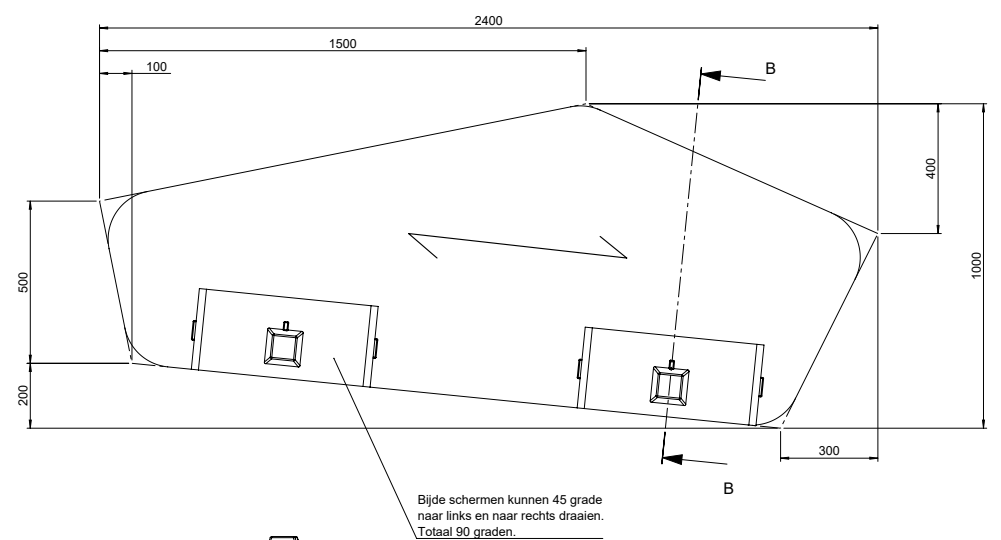 2400
1500
100
B
400
500
1000
200
300
B
Bijde schermen kunnen 45 grade
naar links en naar rechts draaien.
Totaal 90 graden.